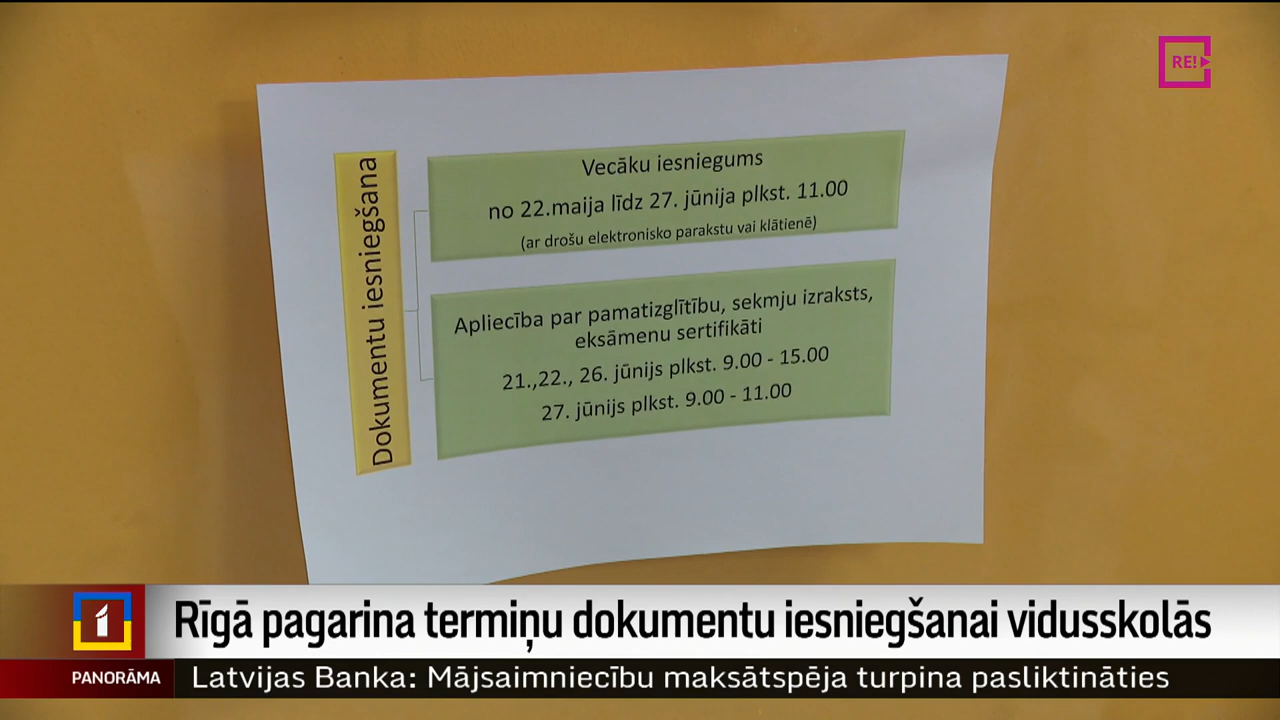 RE!
Dokumentu iesniegšana
Vecāku iesniegums
no 22.maija līdz 27. jūnija plkst. 11.00
(ar drošu elektronisko parakstu vai klātienē)
Apliecība par pamatizglītību, sekmju izraksts,
eksāmenu sertifikāti
21.,22., 26. jūnijs plkst. 9.00 - 15.00
27. jūnijs plkst. 9.00 - 11.00
1
Rīgā pagarina termiņu dokumentu iesniegšanai vidusskolās
PANORĀMA
Latvijas Banka: Mājsaimniecību maksātspēja turpina pasliktināties